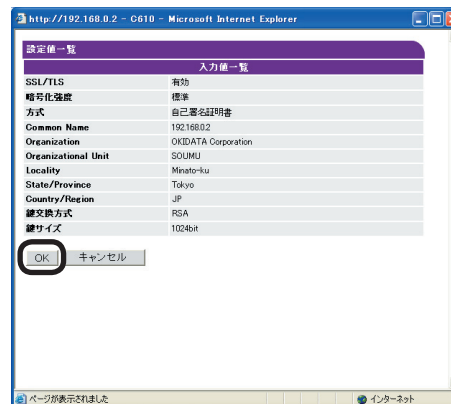 http://192.168.0.2 - C610 - Microsoft Internet Explorer
設定値一覧
入力値一覧
SSL/TLS 有効
暗号化強度 標準
方式 自己署名証明書
Common Name 192.168.0.2
Organization OKIDATA Corporation
Organizational Unit SOUMU
Locality Minato-ku
State/Province Tokyo
Country/Region JP
鍵交換方式 RSA
鍵サイズ 1024bit
OK キャンセル
ページが表示されました インターネット